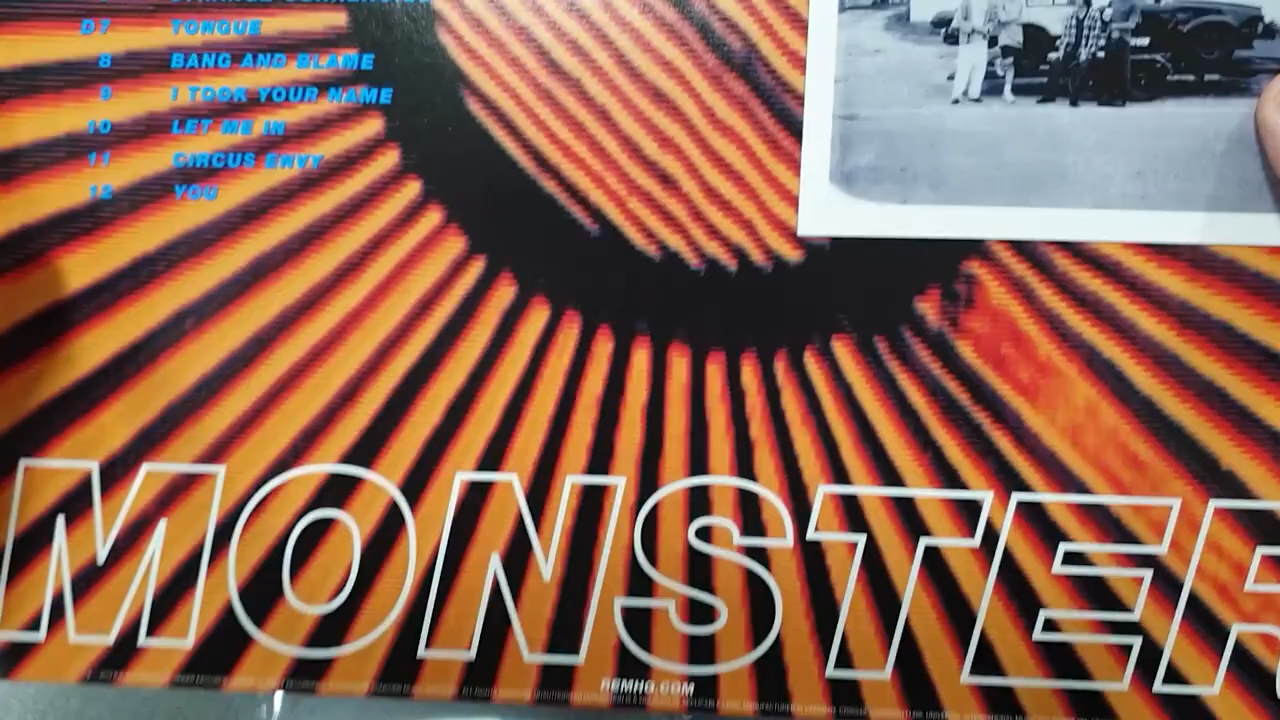 D7 TONGUE
8 BANG AND BLAME
9 I TOOK YOUR NAME
10 LET ME IN
11 CIRCUS ENVY
12 YOU
MONSTER
REMHQ.COM